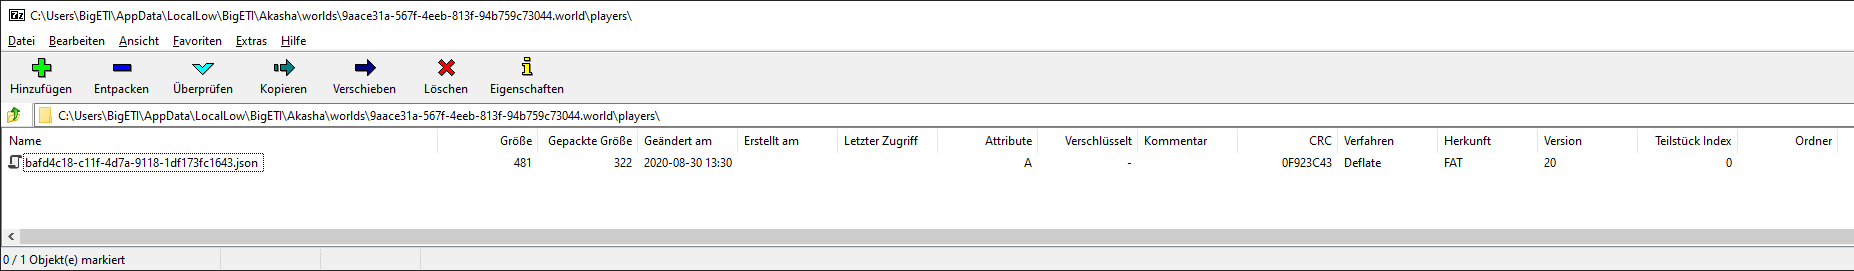 7z C:\Users\BigETI\AppData\LocalLow\BigETI\Akasha\worlds\9aace31a-567f-4eeb-813f-94b759c73044.world\players\
Datei Bearbeiten Ansicht Favoriten Extras Hilfe
Hinzufügen Entpacken Überprüfen Kopieren Verschieben Löschen Eigenschaften
C:\Users\BigETI\AppData\LocalLow\BigETI\Akasha\worlds\9aace31a-567f-4eeb-813f-94b759c73044.world\players\
Name Größe Gepackte Größe Geändert am Erstellt am Letzter Zugriff Attribute Verschlüsselt Kommentar CRC Verfahren Herkunft Version Teilstück Index Ordner
bafd4c18-c11f-4d7a-9118-1df173fc1643.json 481 322 2020-08-30 13:30 A - 0F923C43 Deflate FAT 20 0
0 / 1 Objekt(e) markiert